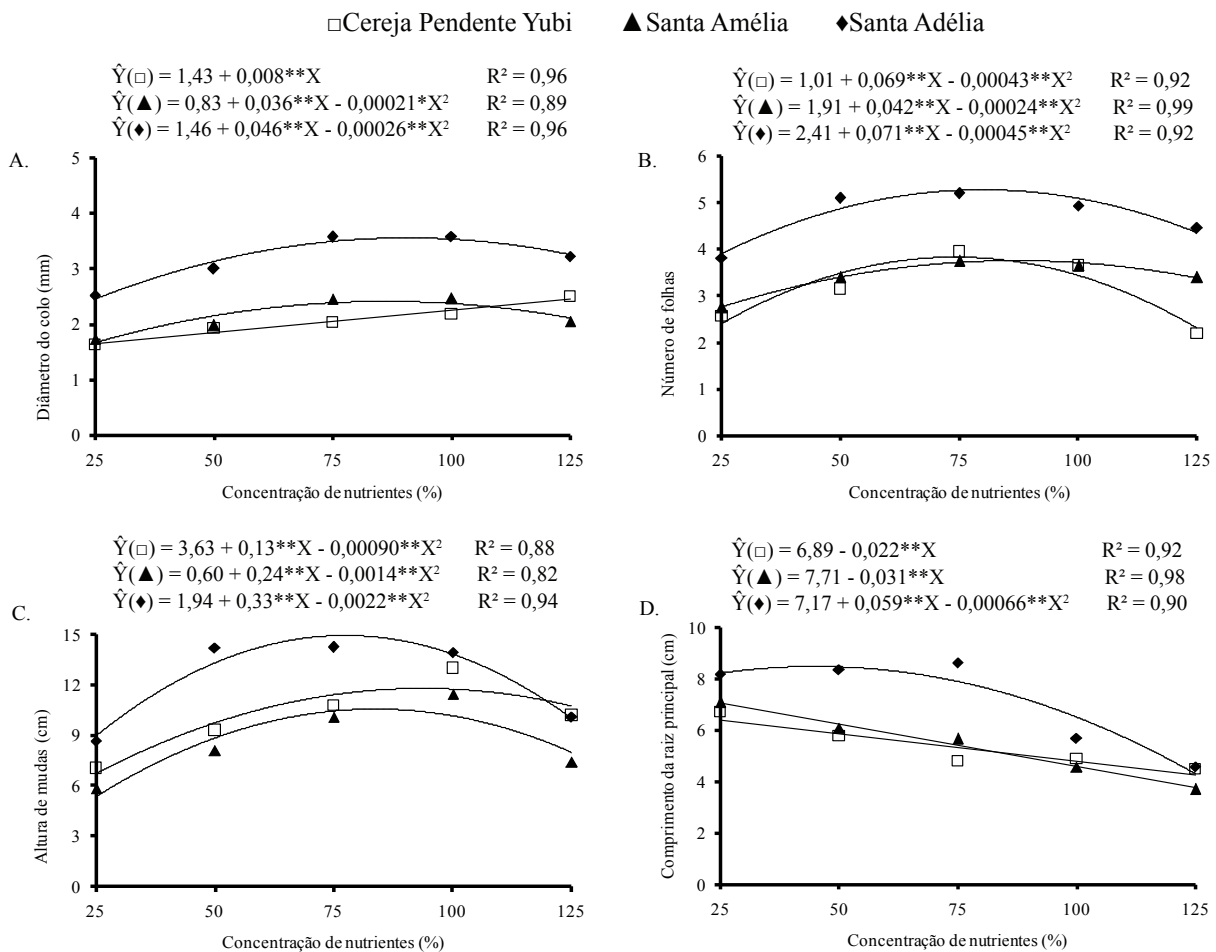 □Cereja Pendente Yubi ▲Santa Amélia ♦Santa Adélia
Ŷ(□) = 1,43 + 0,008**X R² = 0,96
Ŷ(▲) = 0,83 + 0,036**X - 0,00021*X² R² = 0,89
Ŷ(♦) = 1,46 + 0,046**X - 0,00026**X² R² = 0,96
A.
5
4
3
2
1
0
Diâmetro do colo (mm)
25 50 75 100 125
Concentração de nutrientes (%)
Ŷ(□) = 1,01 + 0,069**X - 0,00043**X² R² = 0,92
Ŷ(▲) = 1,91 + 0,042**X - 0,00024**X² R² = 0,99
Ŷ(♦) = 2,41 + 0,071**X - 0,00045**X² R² = 0,92
B.
6
5
4
3
2
1
0
Número de folhas
25 50 75 100 125
Concentração de nutrientes (%)
Ŷ(□) = 3,63 + 0,13**X - 0,00090**X² R² = 0,88
Ŷ(▲) = 0,60 + 0,24**X - 0,0014**X² R² = 0,82
Ŷ(♦) = 1,94 + 0,33**X - 0,0022**X² R² = 0,94
C.
15
12
9
6
3
0
Altura de mudas (cm)
25 50 75 100 125
Concentração de nutrientes (%)
Ŷ(□) = 6,89 - 0,022**X R² = 0,92
Ŷ(▲) = 7,71 - 0,031**X R² = 0,98
Ŷ(♦) = 7,17 + 0,059**X - 0,00066**X² R² = 0,90
D.
10
8
6
4
2
0
Comprimento da raiz principal (cm)
25 50 75 100 125
Concentração de nutrientes (%)